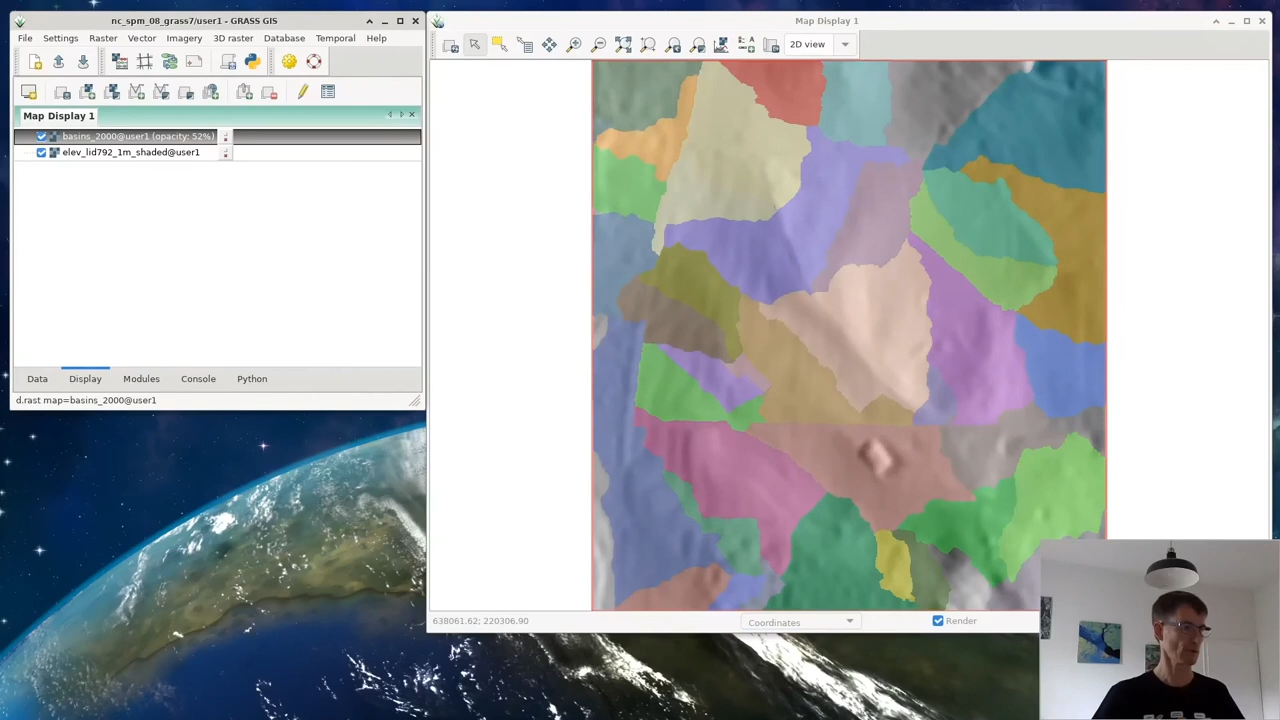 nc_spm_08_grass7/user1 - GRASS GIS
File Settings Raster Vector Imagery 3D raster Database Temporal Help
Map Display 1
basins_2000@user1 (opacity: 52%)
elev_lid792_1m_shaded@user1
Data Display Modules Console Python
d.rast map=basins_2000@user1
Map Display 1
2D view
638061.62; 220306.90
Coordinates
Render